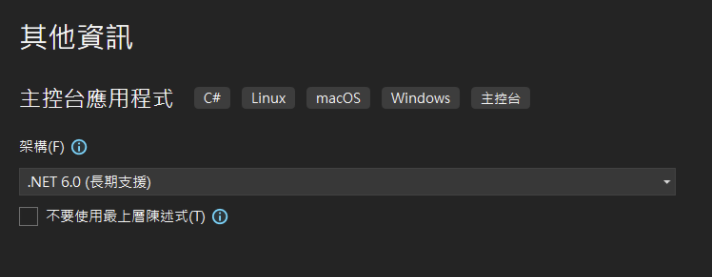 其他資訊
主控台應用程式 C# Linux macOS Windows 主控台
架構(F)
.NET 6.0 (長期支援)
不要使用最上層陳述式(T)